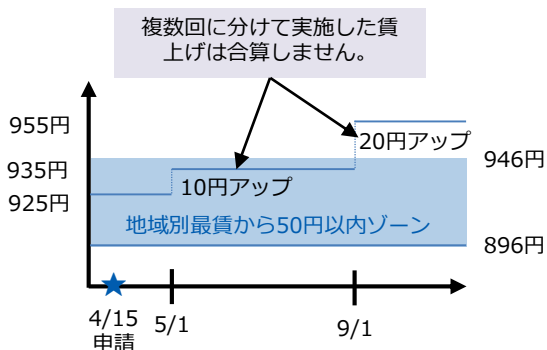 複数回に分けて実施した賃
上げは合算しません。
955円
20円アップ
946円
935円
10円アップ
925円
地域別最賃から50円以内ゾーン
896円
4/15
申請
5/1
9/1